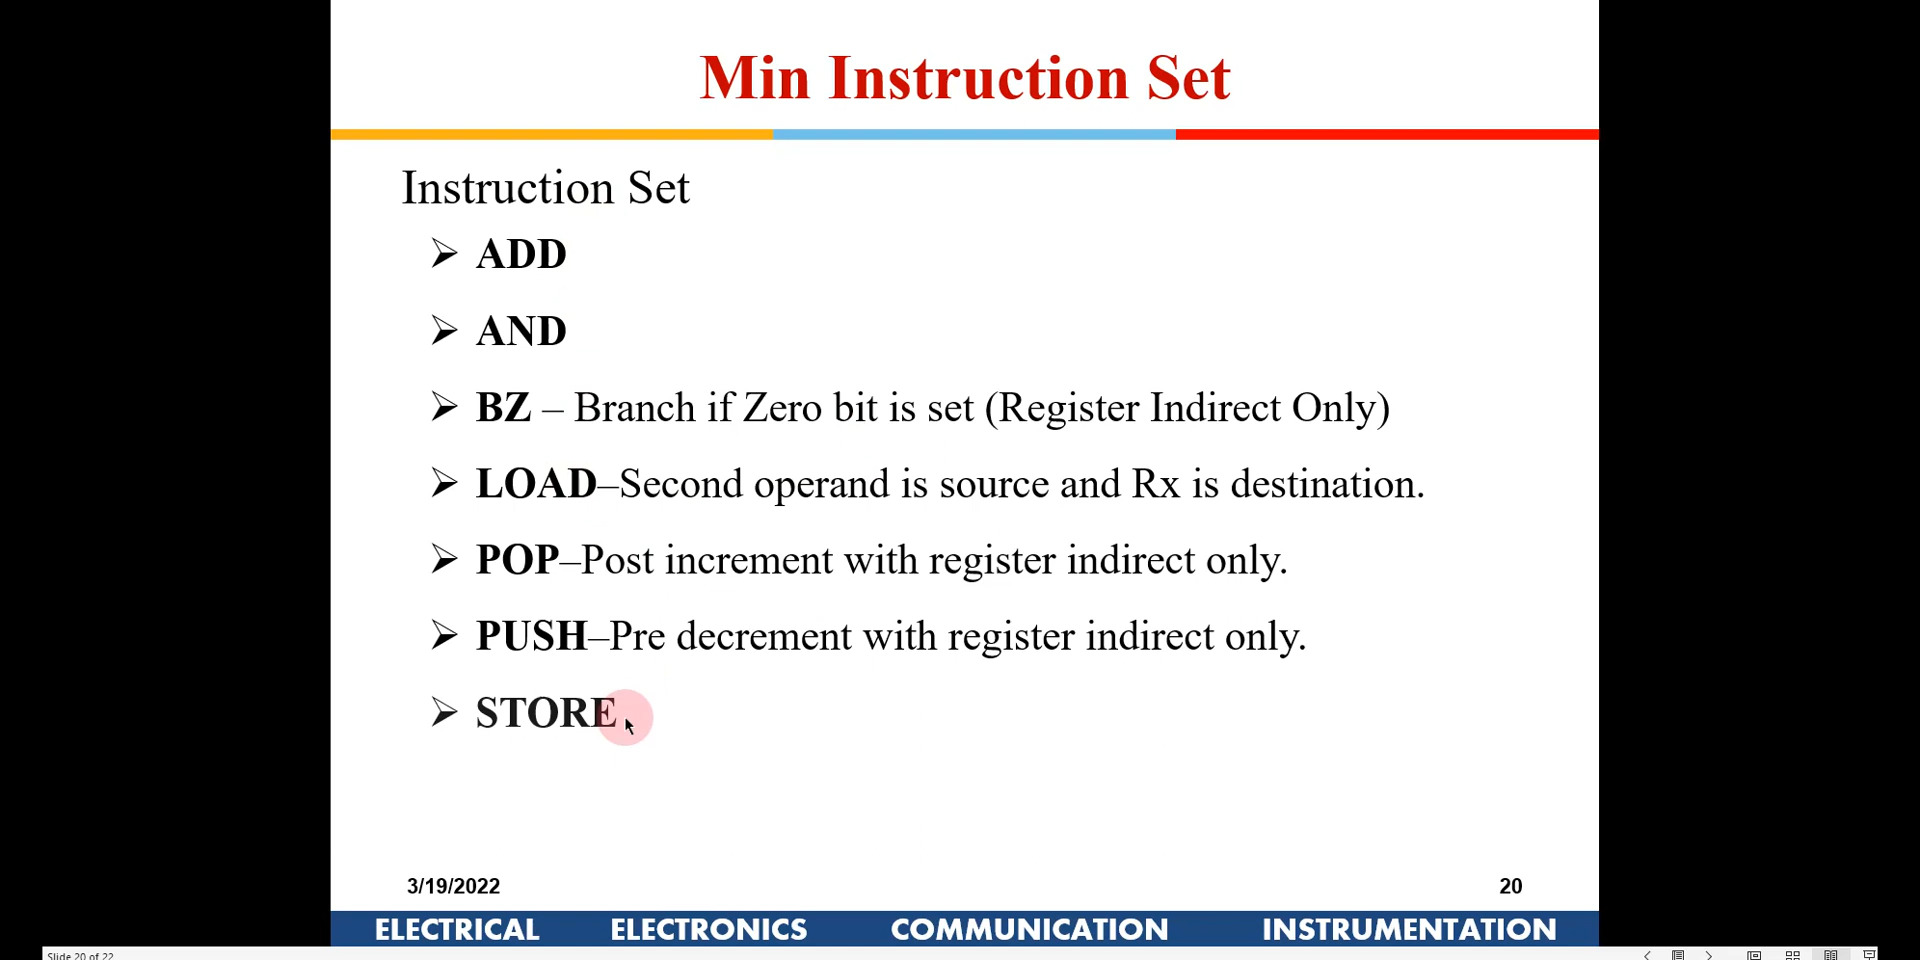 Min Instruction Set
Instruction Set
➢ ADD
➢ AND
➢ BZ – Branch if Zero bit is set (Register Indirect Only)
➢ LOAD–Second operand is source and Rx is destination.
➢ POP–Post increment with register indirect only.
➢ PUSH–Pre decrement with register indirect only.
➢ STORE
3/19/2022 20
ELECTRICAL ELECTRONICS COMMUNICATION INSTRUMENTATION
Slide 20 of 22